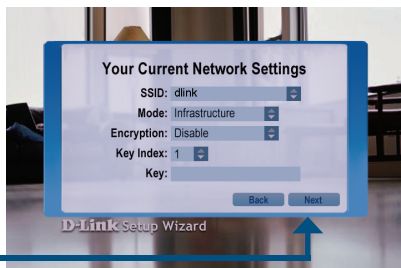 Your Current Network Settings
SSID: dlink
Mode: Infrastructure
Encryption: Disable
Key Index: 1
Key:
Back Next
D-Link Setup Wizard